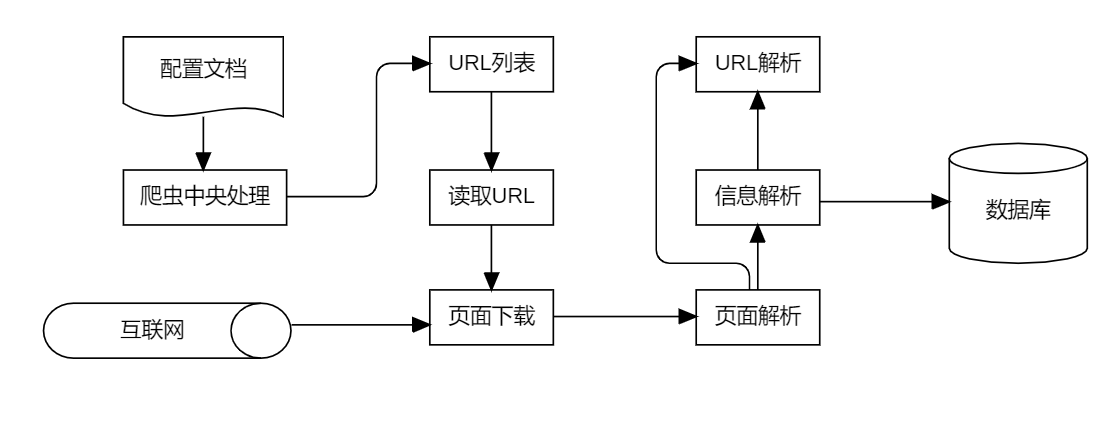 配置文档
URL列表
URL解析
爬虫中央处理
读取URL
信息解析
数据库
互联网
页面下载
页面解析